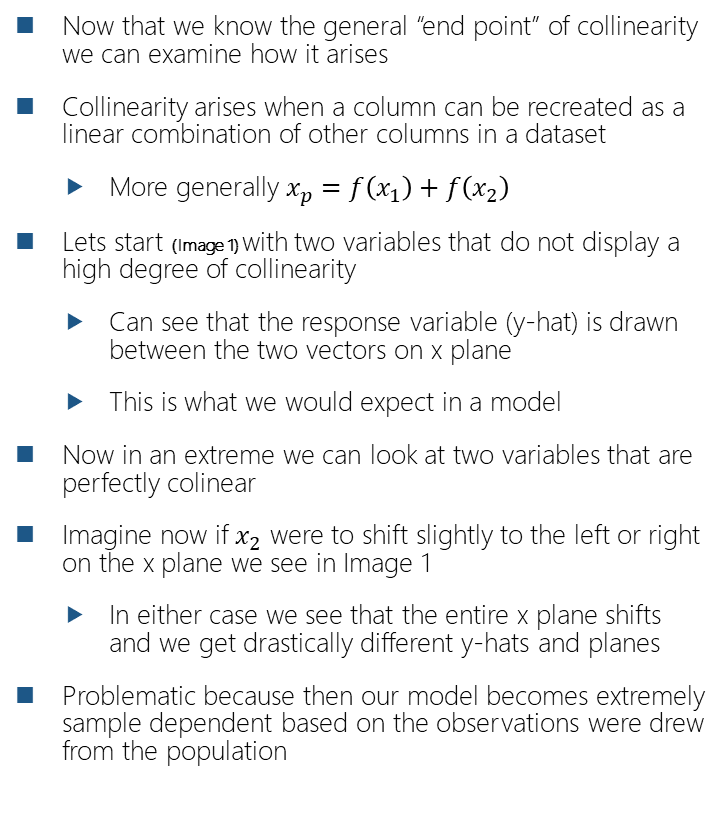 Now that we know the general “end point” of collinearity
we can examine how it arises
Collinearity arises when a column can be recreated as a
linear combination of other columns in a dataset
More generally xₚ = f(x₁) + f(x₂)
Lets start (Image 1) with two variables that do not display a
high degree of collinearity
Can see that the response variable (y-hat) is drawn
between the two vectors on x plane
This is what we would expect in a model
Now in an extreme we can look at two variables that are
perfectly colinear
Imagine now if x₂ were to shift slightly to the left or right
on the x plane we see in Image 1
In either case we see that the entire x plane shifts
and we get drastically different y-hats and planes
Problematic because then our model becomes extremely
sample dependent based on the observations were drew
from the population